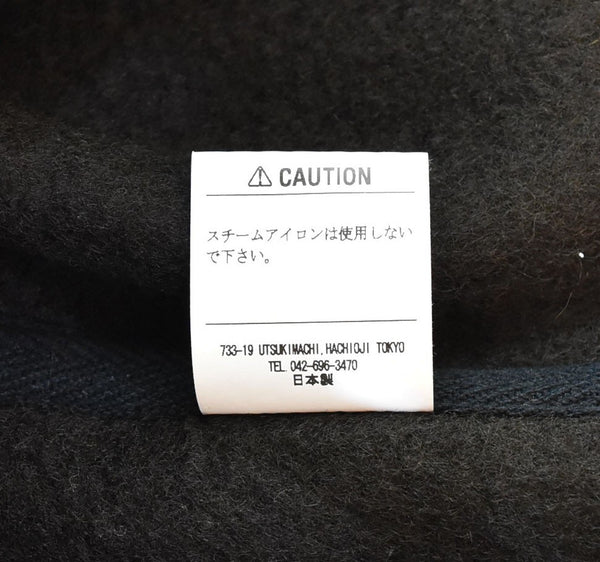 ⚠ CAUTION
スチームアイロンは使用しない
で下さい。
733-19 UTSUKIMACHI, HACHIOJI TOKYO
TEL. 042-696-3470
日本製